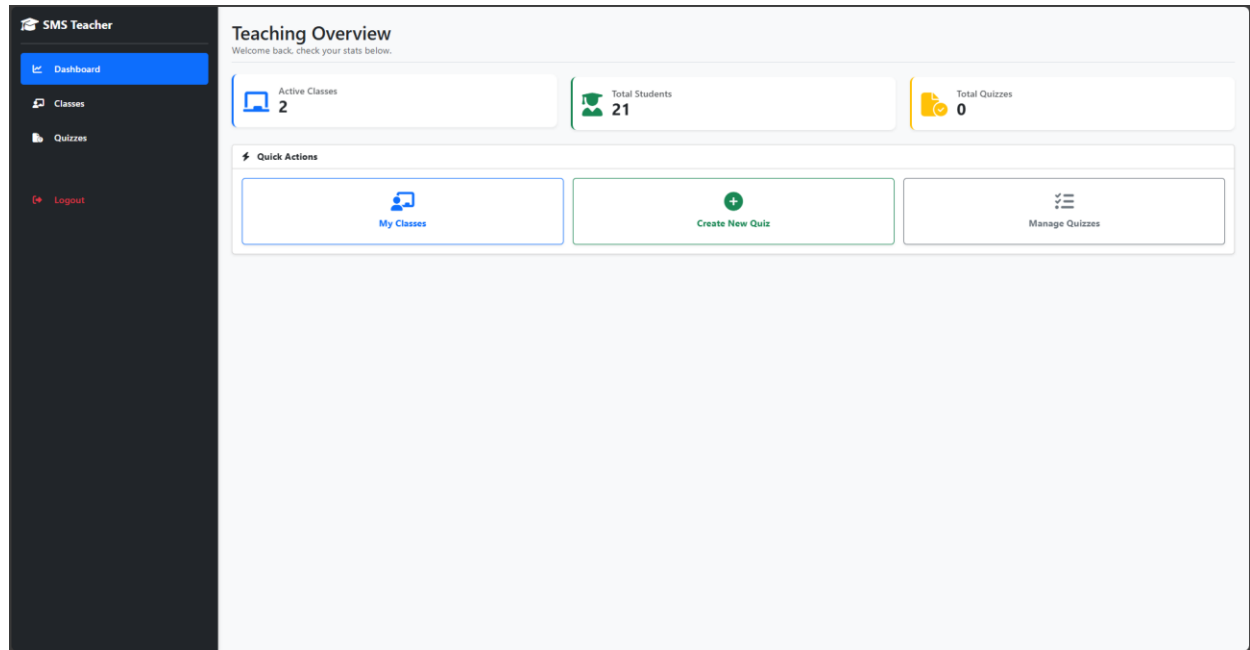 SMS Teacher
Dashboard
Classes
Quizzes
Logout
Teaching Overview
Welcome back, check your stats below.
Active Classes
2
Total Students
21
Total Quizzes
0
Quick Actions
My Classes
Create New Quiz
Manage Quizzes